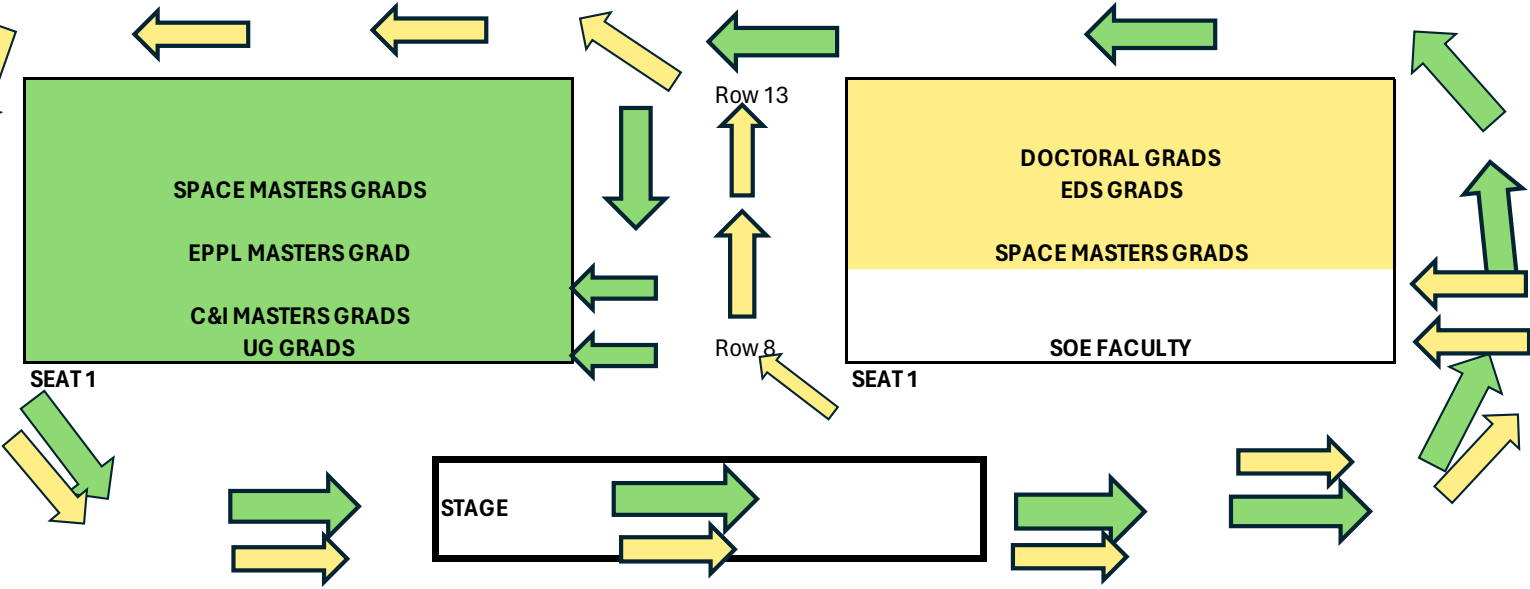 Row 13
SPACE MASTERS GRADS
EPPL MASTERS GRAD
C&I MASTERS GRADS
UG GRADS
SEAT 1
Row 8
DOCTORAL GRADS
EDS GRADS
SPACE MASTERS GRADS
SOE FACULTY
SEAT 1
STAGE